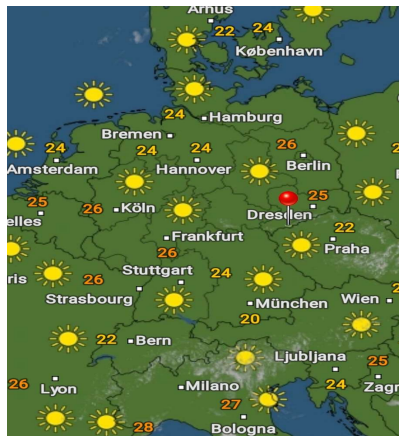 Århus
22
24
København
24
Hamburg
Bremen
24
24
24
Hannover
26
Berlin
Amsterdam
25
26
Köln
25
Dresden
22
Praha
Frankfurt
26
Stuttgart
24
26
Strasbourg
München
Wien
20
22
Bern
Ljubljana
25
26
Lyon
Milano
24
27
Bologna
28